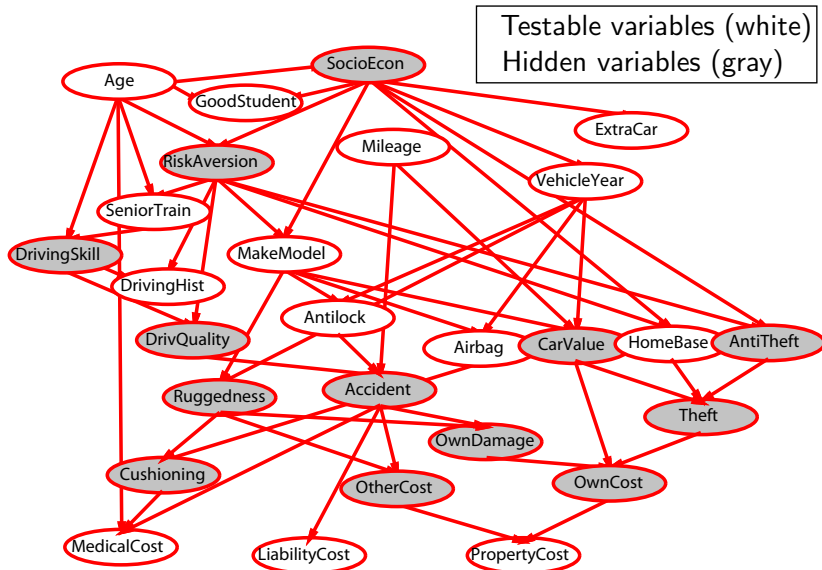 Testable variables (white)
Hidden variables (gray)
SocioEcon
Age
GoodStudent
ExtraCar
Mileage
RiskAversion
VehicleYear
SeniorTrain
DrivingSkill
MakeModel
DrivingHist
Antilock
DrivQuality
Airbag
CarValue
HomeBase
AntiTheft
Ruggedness
Accident
Theft
OwnDamage
Cushioning
OtherCost
OwnCost
MedicalCost
LiabilityCost
PropertyCost